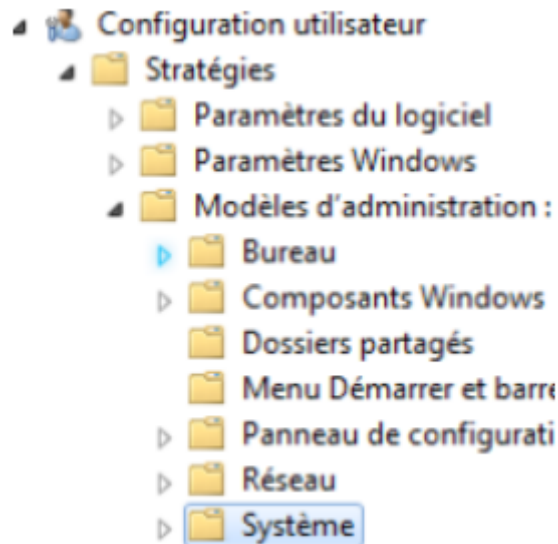 Configuration utilisateur
Stratégies
Paramètres du logiciel
Paramètres Windows
Modèles d'administration :
Bureau
Composants Windows
Dossiers partagés
Menu Démarrer et barre
Panneau de configurati
Réseau
Système